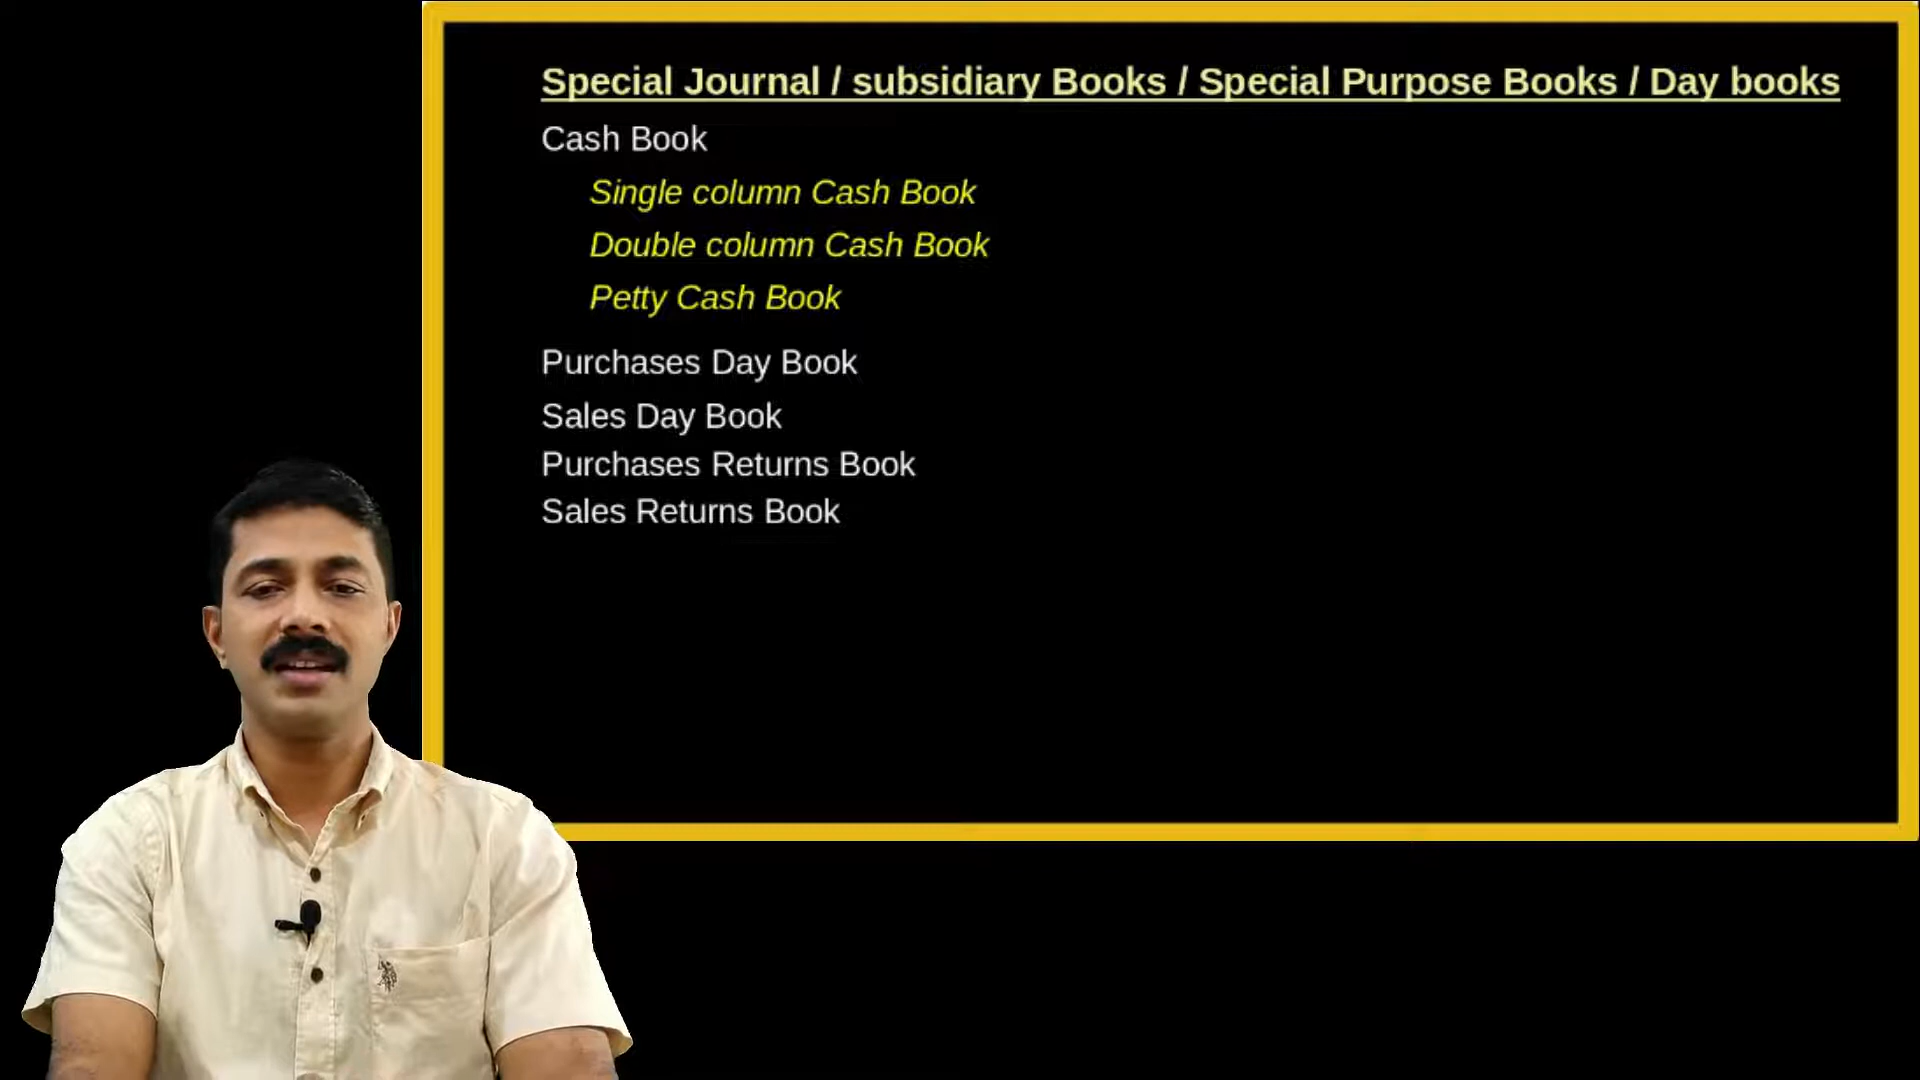 Special Journal / subsidiary Books / Special Purpose Books / Day books
Cash Book
Single column Cash Book
Double column Cash Book
Petty Cash Book
Purchases Day Book
Sales Day Book
Purchases Returns Book
Sales Returns Book